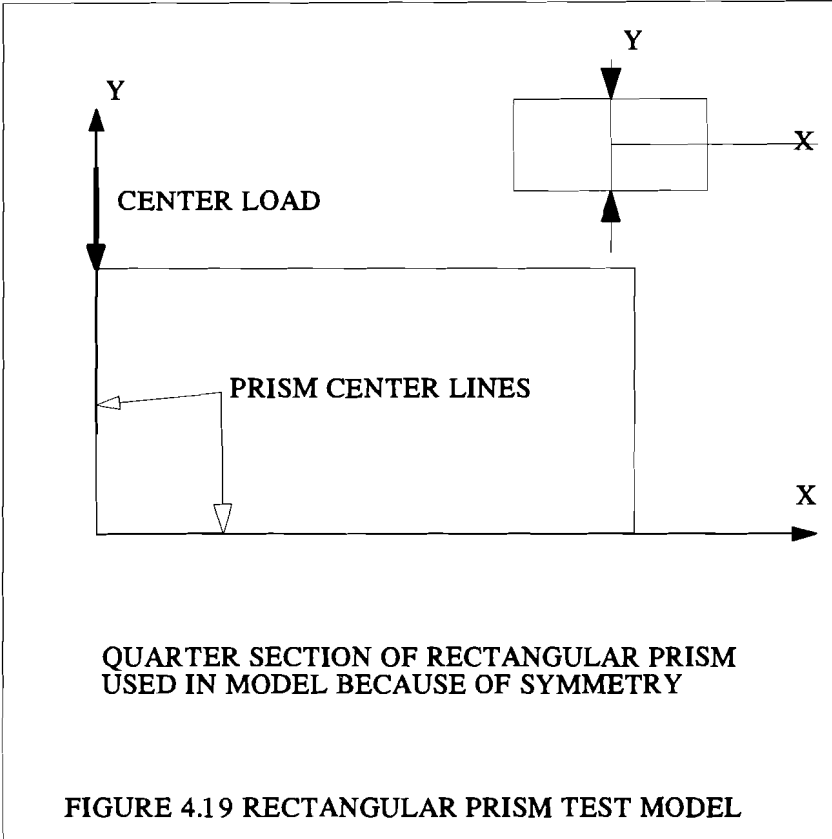 Y
Y
X
CENTER LOAD
PRISM CENTER LINES
X
QUARTER SECTION OF RECTANGULAR PRISM
USED IN MODEL BECAUSE OF SYMMETRY
FIGURE 4.19 RECTANGULAR PRISM TEST MODEL